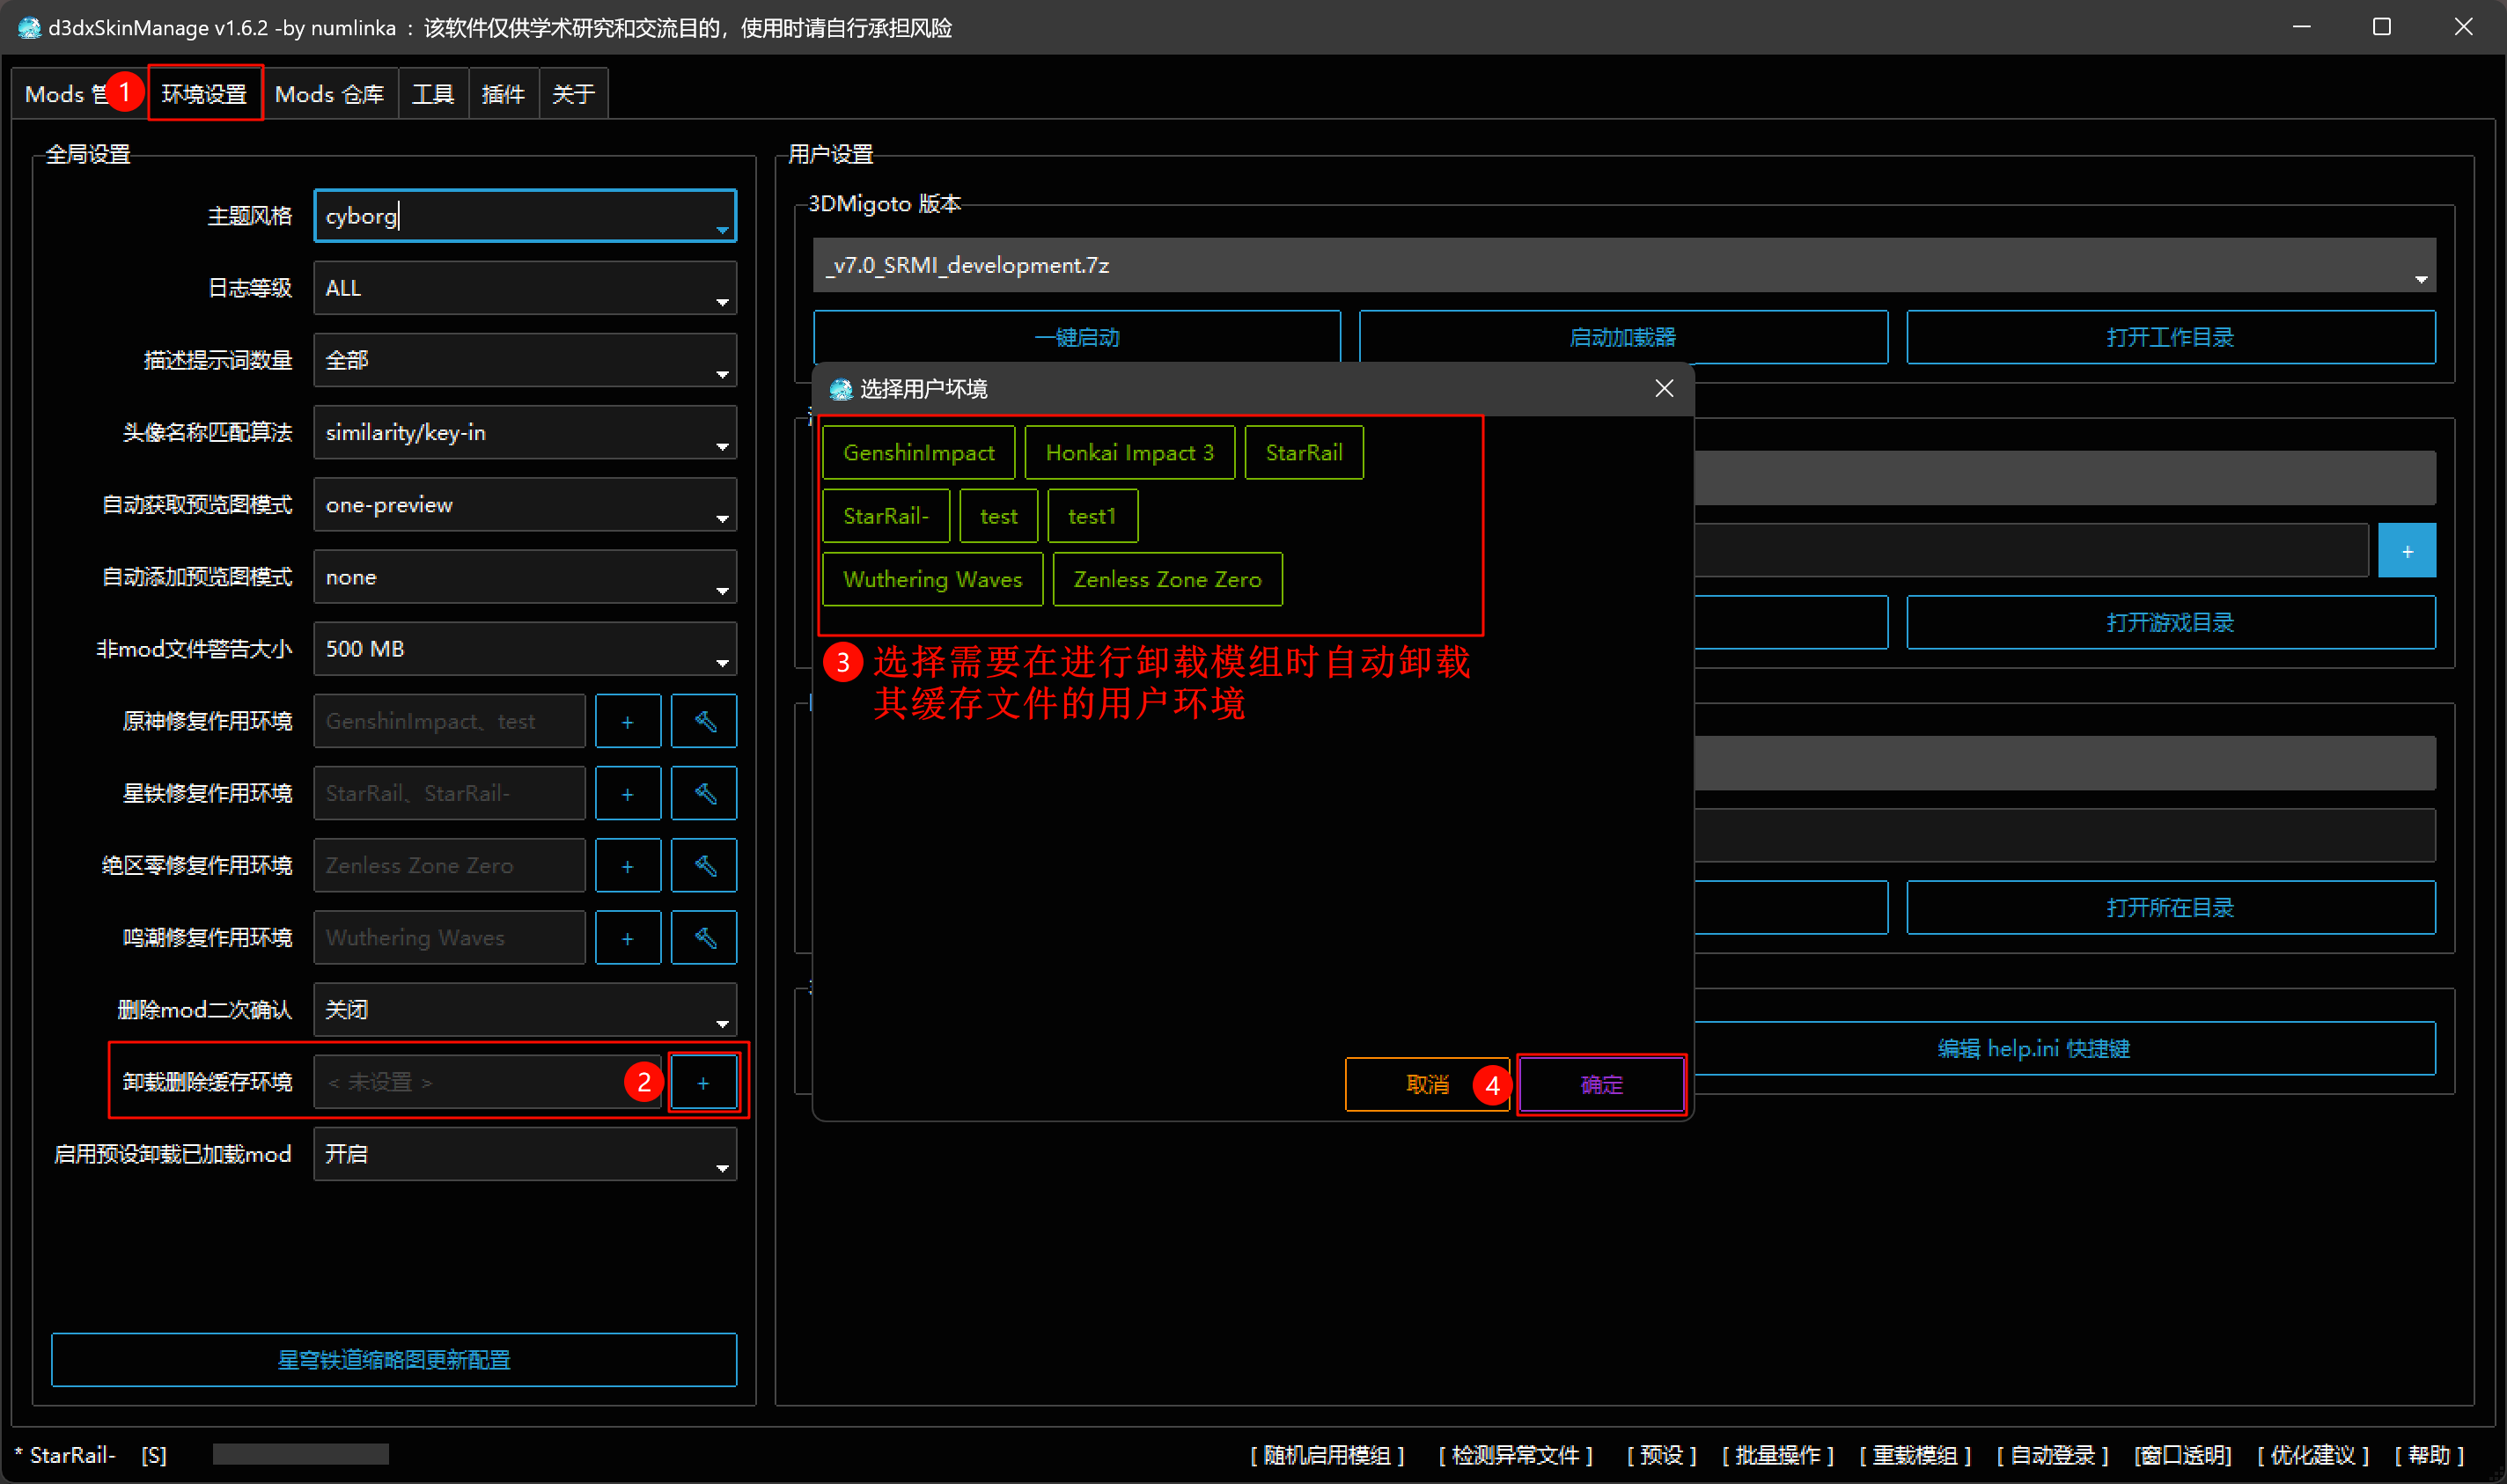 d3dxSkinManage v1.6.2 -by numlinka ：该软件仅供学术研究和交流目的，使用时请自行承担风险
Mods 管 1 环境设置 Mods 仓库 工具 插件 关于
全局设置
主题风格 cyborg
日志等级 ALL
描述提示词数量 全部
头像名称匹配算法 similarity/key-in
自动获取预览图模式 one-preview
自动添加预览图模式 none
非mod文件警告大小 500 MB
原神修复作用环境 GenshinImpact、test +
星铁修复作用环境 StarRail、StarRail- +
绝区零修复作用环境 Zenless Zone Zero +
鸣潮修复作用环境 Wuthering Waves +
删除mod二次确认 关闭
卸载删除缓存环境 < 未设置 > 2 +
启用预设卸载已加载mod 开启
星穹铁道缩略图更新配置
用户设置
3DMigoto 版本
_v7.0_SRMI_development.7z
一键启动 启动加载器 打开工作目录
选择用户坏境
GenshinImpact Honkai Impact 3 StarRail
StarRail- test test1
Wuthering Waves Zenless Zone Zero
3 选择需要在进行卸载模组时自动卸载
其缓存文件的用户环境
取消 4 确定
+
打开游戏目录
打开所在目录
编辑 help.ini 快捷键
* StarRail- [S] [ 随机启用模组 ] [ 检测异常文件 ] [ 预设 ] [ 批量操作 ] [ 重载模组 ] [ 自动登录 ] [窗口透明] [ 优化建议 ] [ 帮助 ]